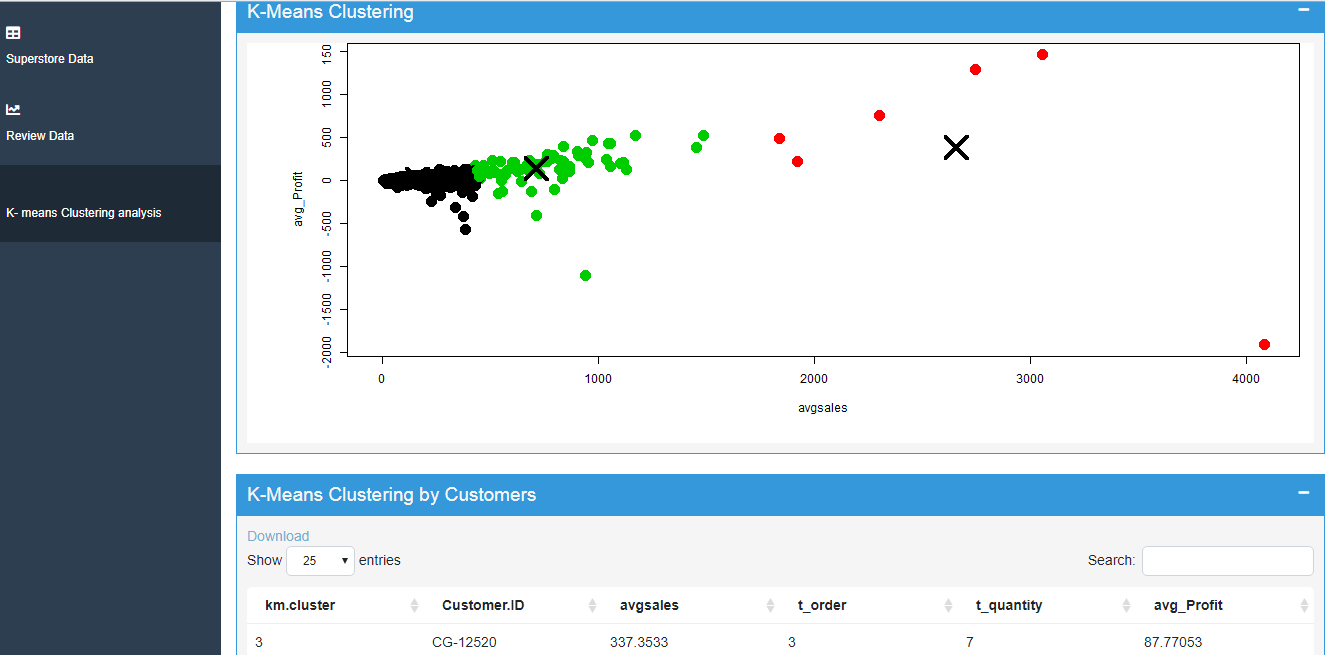 Superstore Data
Review Data
K- means Clustering analysis
K-Means Clustering
avg_Profit
150
1000
500
0
-500
-1000
-1500
-2000
0 1000 2000 3000 4000
avgsales
K-Means Clustering by Customers
Download
Show 25 entries Search:
km.cluster Customer.ID avgsales t_order t_quantity avg_Profit
3 CG-12520 337.3533 3 7 87.77053